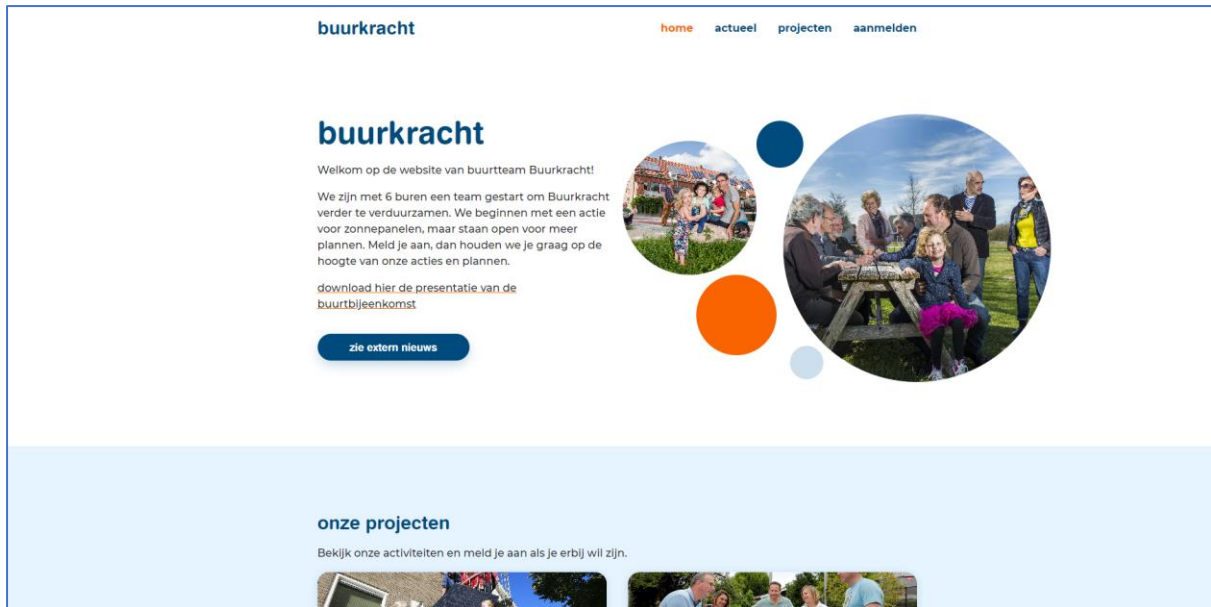 buurkracht
home actueel projecten aanmelden
buurkracht
Welkom op de website van buurtteam Buurkracht!
We zijn met 6 buren een team gestart om Buurkracht
verder te verduurzamen. We beginnen met een actie
voor zonnepanelen, maar staan open voor meer
plannen. Meld je aan, dan houden we je graag op de
hoogte van onze acties en plannen.
download hier de presentatie van de
buurtbijeenkomst
zie extern nieuws
onze projecten
Bekijk onze activiteiten en meld je aan als je erbij wil zijn.